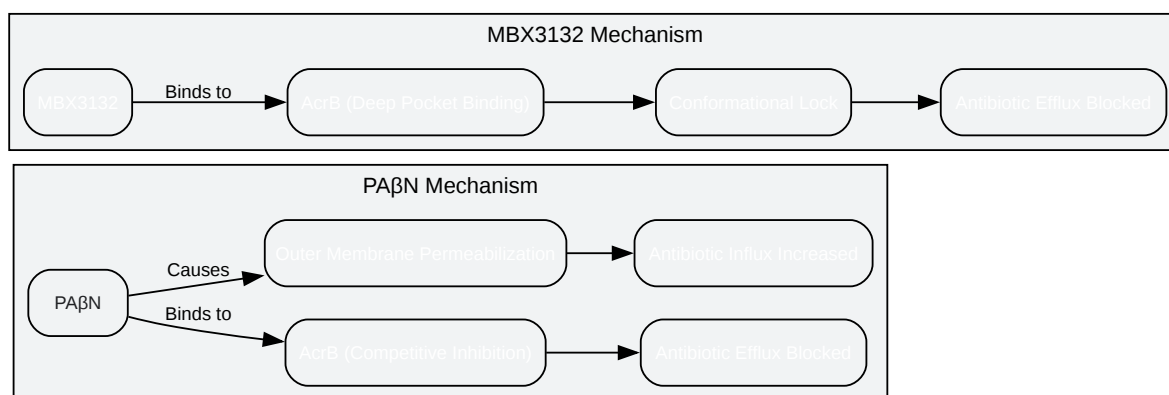 MBX3132 Mechanism
MBX3132
Binds to
AcrB (Deep Pocket Binding)
Conformational Lock
Antibiotic Efflux Blocked
PAβN Mechanism
PAβN
Causes
Outer Membrane Permeabilization
Antibiotic Influx Increased
Binds to
AcrB (Competitive Inhibition)
Antibiotic Efflux Blocked